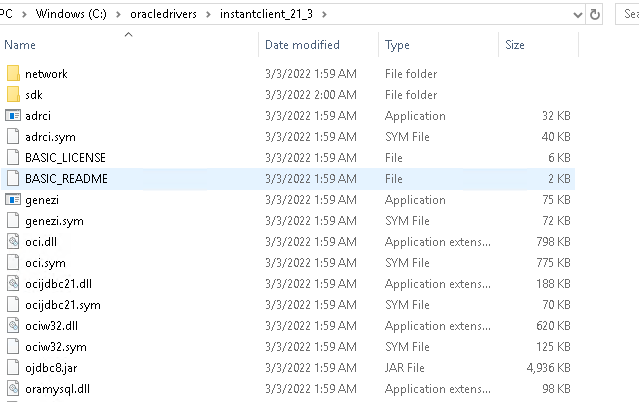 PC > Windows (C:) > oracledrivers > instantclient_21_3 >
Name Date modified Type Size
network 3/3/2022 1:59 AM File folder
sdk 3/3/2022 2:00 AM File folder
adrci 3/3/2022 1:59 AM Application 32 KB
adrci.sym 3/3/2022 1:59 AM SYM File 40 KB
BASIC_LICENSE 3/3/2022 1:59 AM File 6 KB
BASIC_README 3/3/2022 1:59 AM File 2 KB
genezi 3/3/2022 1:59 AM Application 75 KB
genezi.sym 3/3/2022 1:59 AM SYM File 72 KB
oci.dll 3/3/2022 1:59 AM Application extens... 798 KB
oci.sym 3/3/2022 1:59 AM SYM File 775 KB
ocijdbc21.dll 3/3/2022 1:59 AM Application extens... 188 KB
ocijdbc21.sym 3/3/2022 1:59 AM SYM File 70 KB
ociw32.dll 3/3/2022 1:59 AM Application extens... 620 KB
ociw32.sym 3/3/2022 1:59 AM SYM File 125 KB
ojdbc8.jar 3/3/2022 1:59 AM JAR File 4,936 KB
oramysql.dll 3/3/2022 1:59 AM Application extens... 98 KB